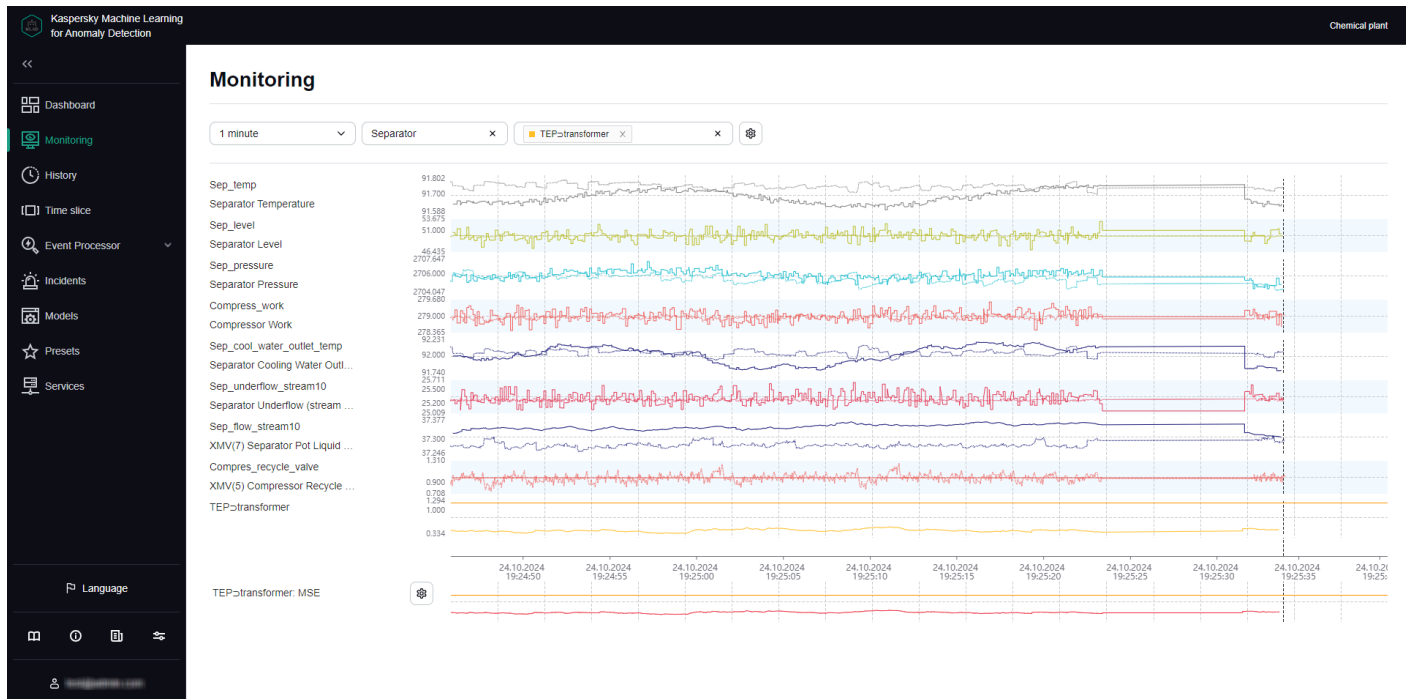 Kaspersky Machine Learning
for Anomaly Detection
Chemical plant
Dashboard
Monitoring
History
Time slice
Event Processor
Incidents
Models
Presets
Services
Language
Monitoring
1 minute
Separator
TEP⊃transformer
Sep_temp
Separator Temperature
91.802
91.700
91.588
Sep_level
Separator Level
53.675
51.000
46.435
Sep_pressure
Separator Pressure
2707.647
2706.000
2704.047
Compress_work
Compressor Work
279.680
279.000
278.365
Sep_cool_water_outlet_temp
Separator Cooling Water Outl...
92.231
92.000
91.740
Sep_underflow_stream10
Separator Underflow (stream ...
25.711
25.500
25.200
25.009
Sep_flow_stream10
XMV(7) Separator Pot Liquid ...
37.377
37.300
37.246
Compres_recycle_valve
XMV(5) Compressor Recycle ...
1.310
0.900
0.708
TEP⊃transformer
1.294
1.000
0.334
24.10.2024 24.10.2024 24.10.2024 24.10.2024 24.10.2024 24.10.2024 24.10.2024 24.10.2024 24.10.2024 24.10.20
19:24:50 19:24:55 19:25:00 19:25:05 19:25:10 19:25:15 19:25:20 19:25:25 19:25:30 19:25:35 19:25:
TEP⊃transformer: MSE